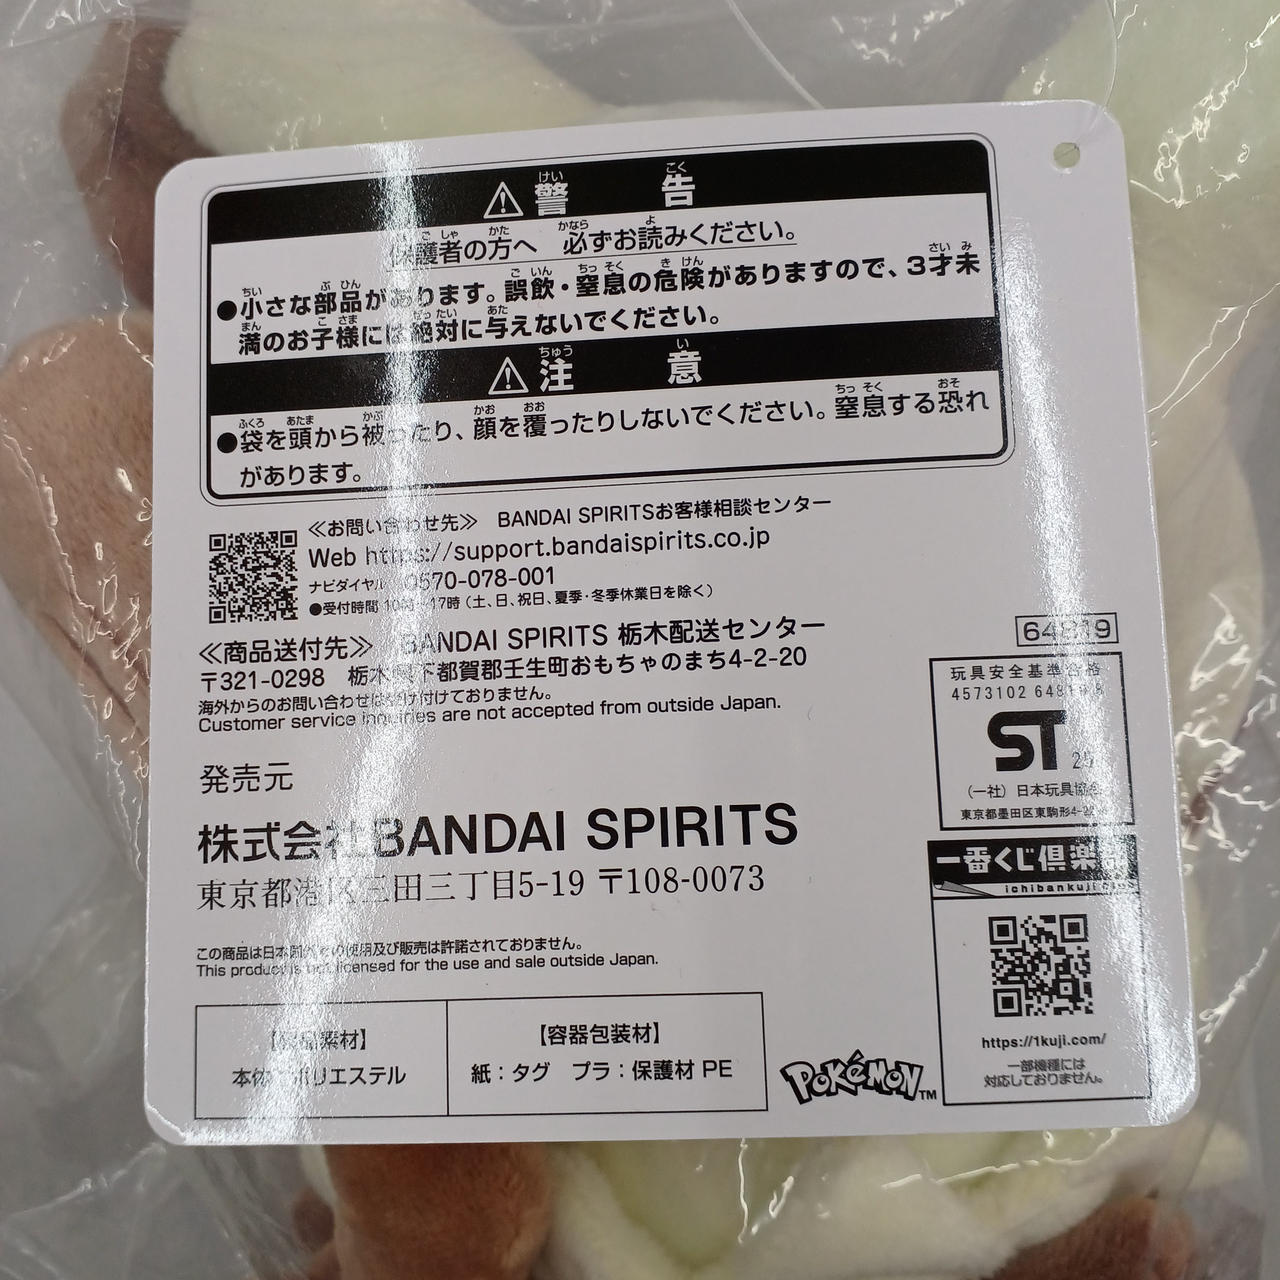 ⚠警告
保護者の方へ 必ずお読みください。
●小さな部品があります。誤飲・窒息の危険がありますので、3才未
満のお子様には絶対に与えないでください。
⚠注意
●袋を頭から被ったり、顔を覆ったりしないでください。窒息する恐れ
があります。
≪お問い合わせ先≫ BANDAI SPIRITSお客様相談センター
Web https://support.bandaispirits.co.jp
ナビダイヤル 0570-078-001
●受付時間 10時~17時（土、日、祝日、夏季・冬季休業日を除く）
≪商品送付先≫ BANDAI SPIRITS 栃木配送センター
〒321-0298 栃木県下都賀郡壬生町おもちゃのまち4-2-20
海外からのお問い合わせは受け付けておりません。
Customer service inquiries are not accepted from outside Japan.
発売元
株式会社BANDAI SPIRITS
東京都港区三田三丁目5-19 〒108-0073
この商品は日本国外での使用及び販売は許諾されておりません。
This product is not licensed for the use and sale outside Japan.
【製品素材】
本体：ポリエステル
【容器包装材】
紙：タグ プラ：保護材 PE
POKéMON™
玩具安全基準合格
4573102
ST
25
（一社）日本玩具協会
東京都墨田区東駒形4-22
一番くじ倶楽部
https://1kuji.com/
一部機種には
対応しておりません。